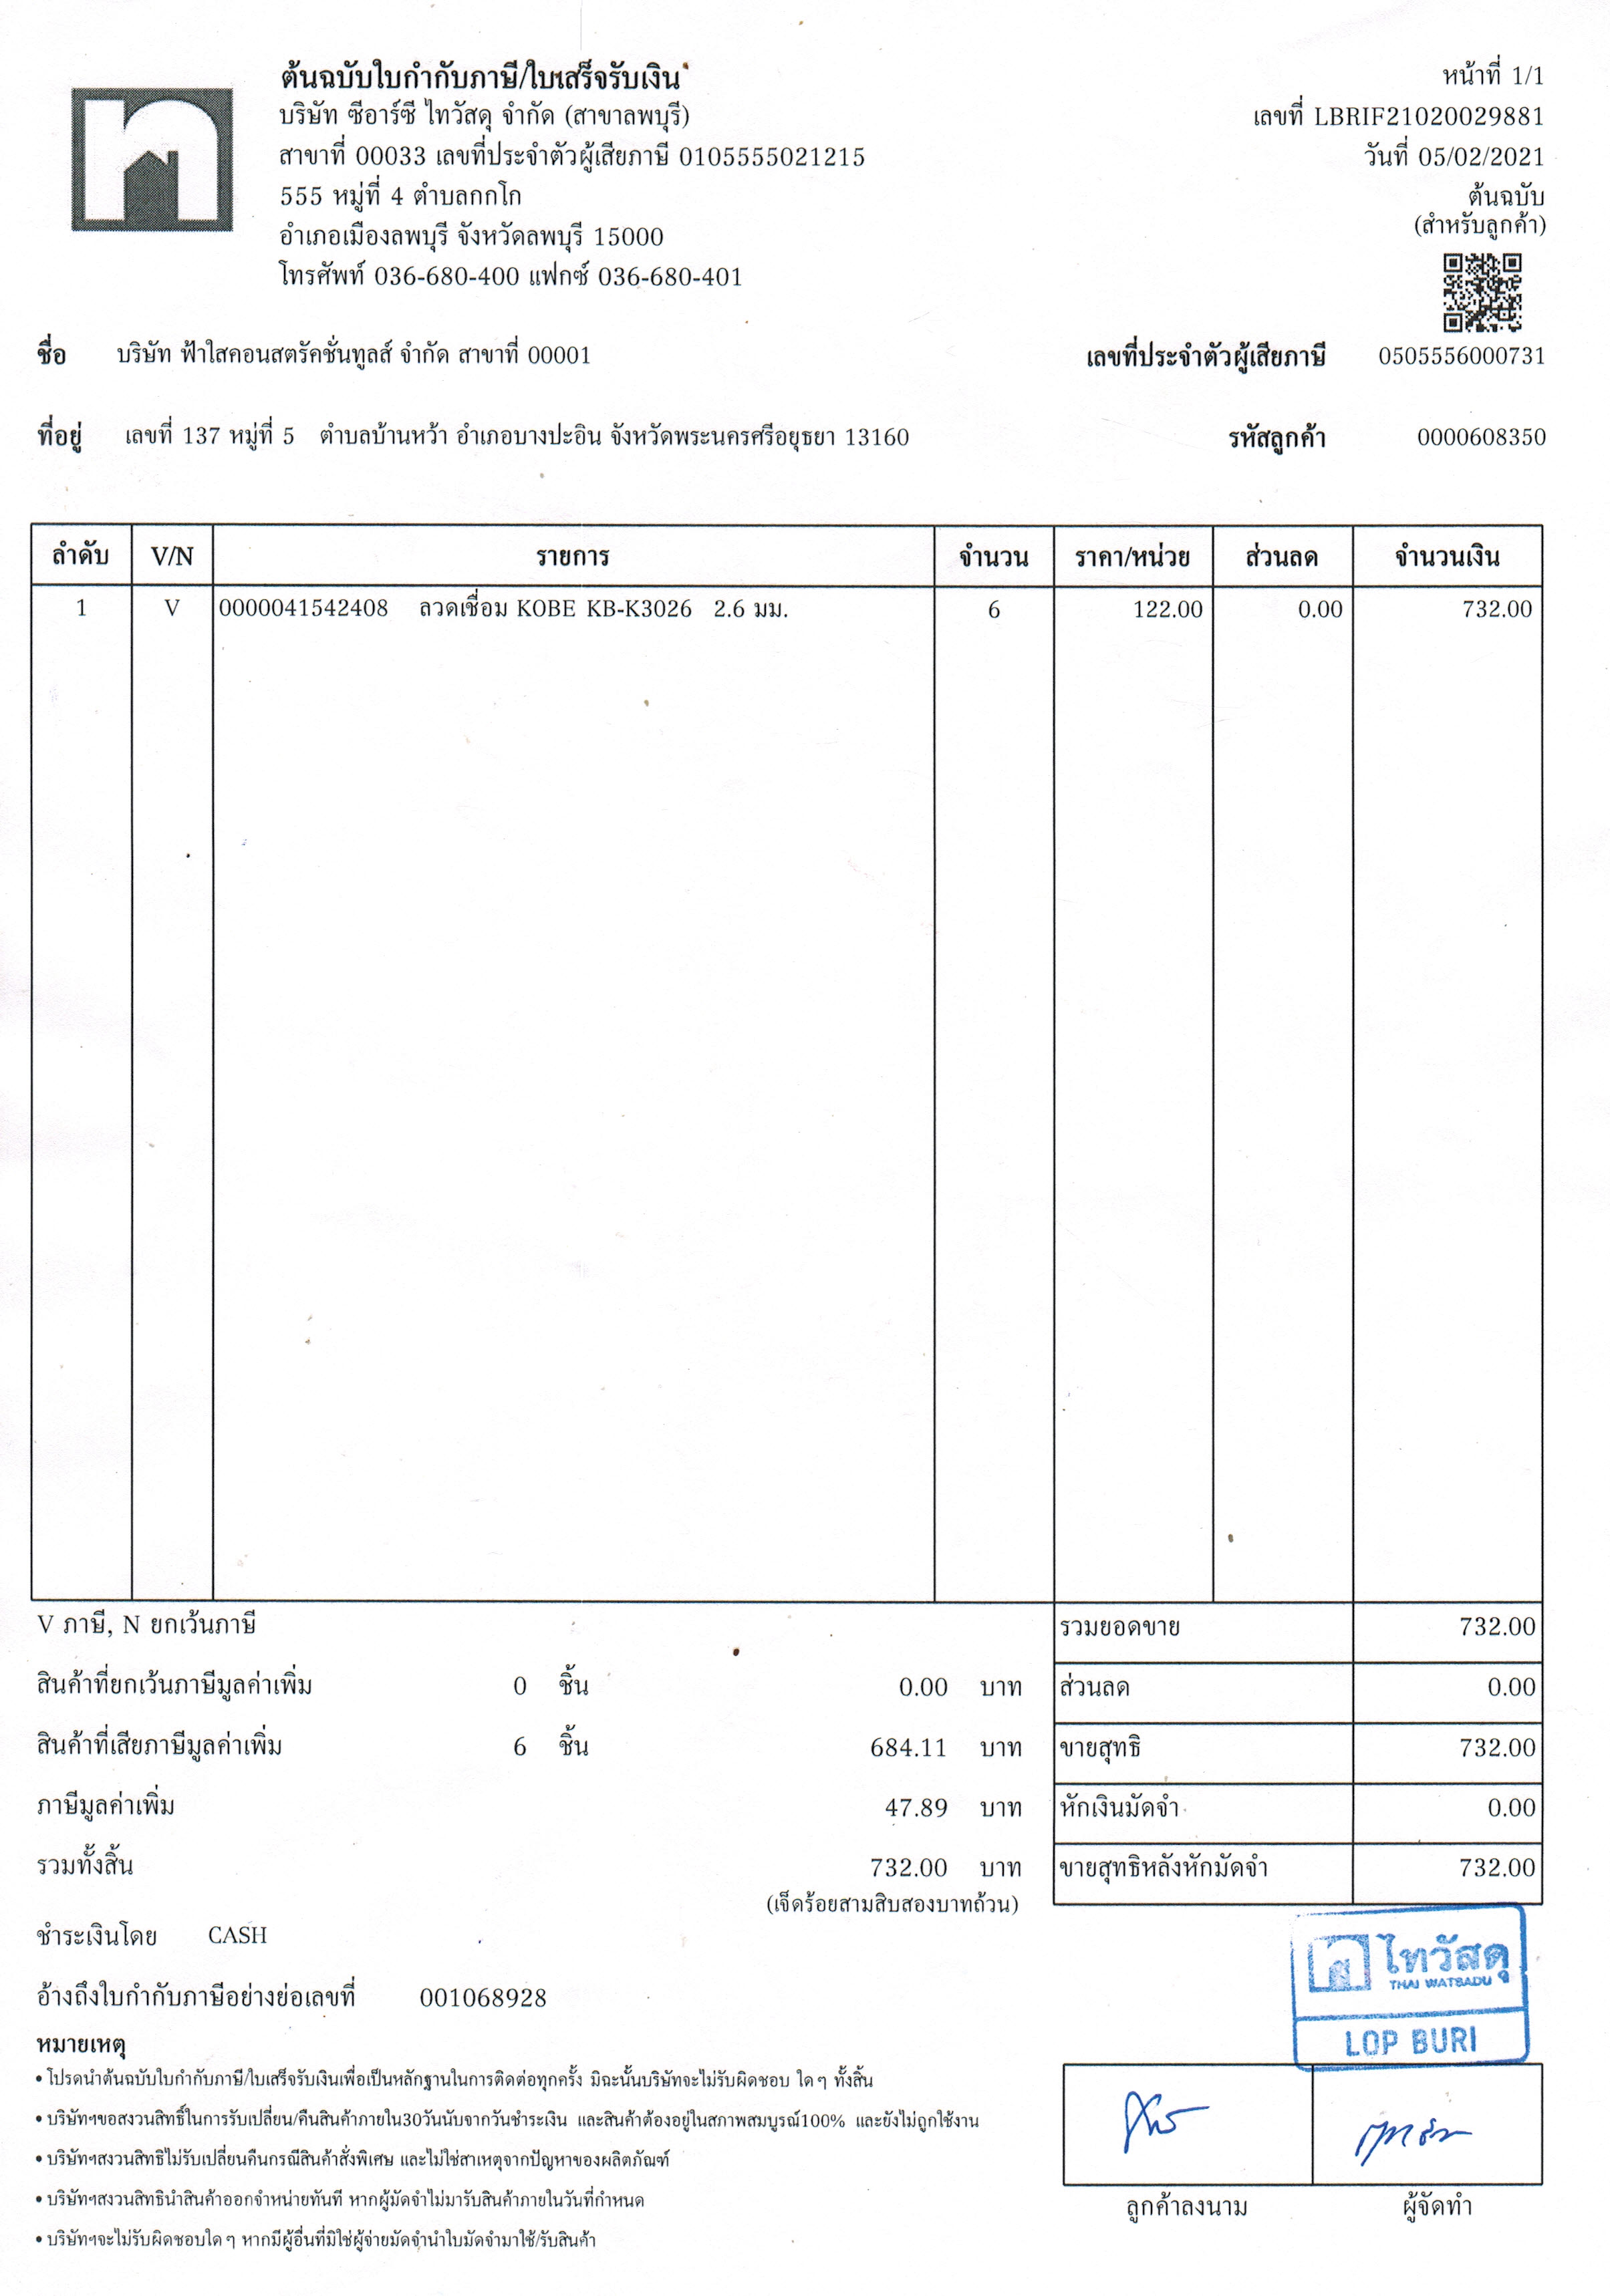 ต้นฉบับใบกำกับภาษี/ใบเสร็จรับเงิน
บริษัท ซีอาร์ซี ไทวัสดุ จำกัด (สาขาลพบุรี)
สาขาที่ 00033 เลขที่ประจำตัวผู้เสียภาษี 0105555021215
555 หมู่ที่ 4 ตำบลกกโก
อำเภอเมืองลพบุรี จังหวัดลพบุรี 15000
โทรศัพท์ 036-680-400 แฟกซ์ 036-680-401
หน้าที่ 1/1
เลขที่ LBRIF21020029881
วันที่ 05/02/2021
ต้นฉบับ
(สำหรับลูกค้า)
ชื่อ บริษัท ฟ้าใสคอนสตรัคชั่นทูลส์ จำกัด สาขาที่ 00001 เลขที่ประจำตัวผู้เสียภาษี 0505556000731
ที่อยู่ เลขที่ 137 หมู่ที่ 5 ตำบลบ้านหว้า อำเภอบางปะอิน จังหวัดพระนครศรีอยุธยา 13160 รหัสลูกค้า 0000608350
ลำดับ V/N รายการ จำนวน ราคา/หน่วย ส่วนลด จำนวนเงิน
1 V 0000041542408 ลวดเชื่อม KOBE KB-K3026 2.6 มม. 6 122.00 0.00 732.00
V ภาษี, N ยกเว้นภาษี รวมยอดขาย 732.00
สินค้าที่ยกเว้นภาษีมูลค่าเพิ่ม 0 ชิ้น 0.00 บาท ส่วนลด 0.00
สินค้าที่เสียภาษีมูลค่าเพิ่ม 6 ชิ้น 684.11 บาท ขายสุทธิ 732.00
ภาษีมูลค่าเพิ่ม 47.89 บาท หักเงินมัดจำ 0.00
รวมทั้งสิ้น 732.00 บาท ขายสุทธิหลังหักมัดจำ 732.00
(เจ็ดร้อยสามสิบสองบาทถ้วน)
ชำระเงินโดย CASH
อ้างถึงใบกำกับภาษีอย่างย่อเลขที่ 001068928
ไทวัสดุ
THAI WATSADU
LOP BURI
หมายเหตุ
• โปรดนำต้นฉบับใบกำกับภาษี/ใบเสร็จรับเงินเพื่อเป็นหลักฐานในการติดต่อทุกครั้ง มิฉะนั้นบริษัทจะไม่รับผิดชอบ ใดๆ ทั้งสิ้น
• บริษัทฯขอสงวนสิทธิ์ในการรับเปลี่ยน/คืนสินค้าภายใน30วันนับจากวันชำระเงิน และสินค้าต้องอยู่ในสภาพสมบูรณ์100% และยังไม่ถูกใช้งาน
• บริษัทฯสงวนสิทธิไม่รับเปลี่ยนคืนกรณีสินค้าสั่งพิเศษ และไม่ใช่สาเหตุจากปัญหาของผลิตภัณฑ์
• บริษัทฯสงวนสิทธินำสินค้าออกจำหน่ายทันที หากผู้มัดจำไม่มารับสินค้าภายในวันที่กำหนด
• บริษัทฯจะไม่รับผิดชอบใดๆ หากมีผู้อื่นที่มิใช่ผู้จ่ายมัดจำนำใบมัดจำมาใช้/รับสินค้า
ลูกค้าลงนาม ผู้จัดทำ